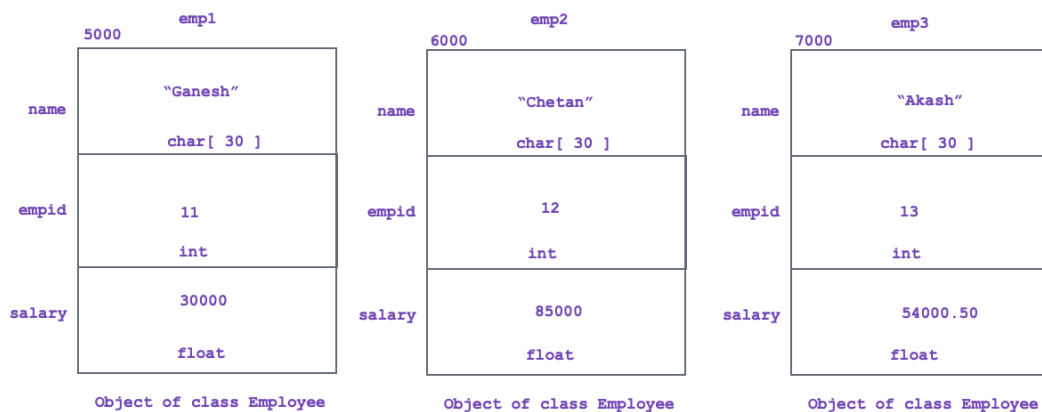 emp1
5000
name
“Ganesh”
char[ 30 ]
empid
11
int
salary
30000
float
Object of class Employee
emp2
6000
name
“Chetan”
char[ 30 ]
empid
12
int
salary
85000
float
Object of class Employee
emp3
7000
name
“Akash”
char[ 30 ]
empid
13
int
salary
54000.50
float
Object of class Employee